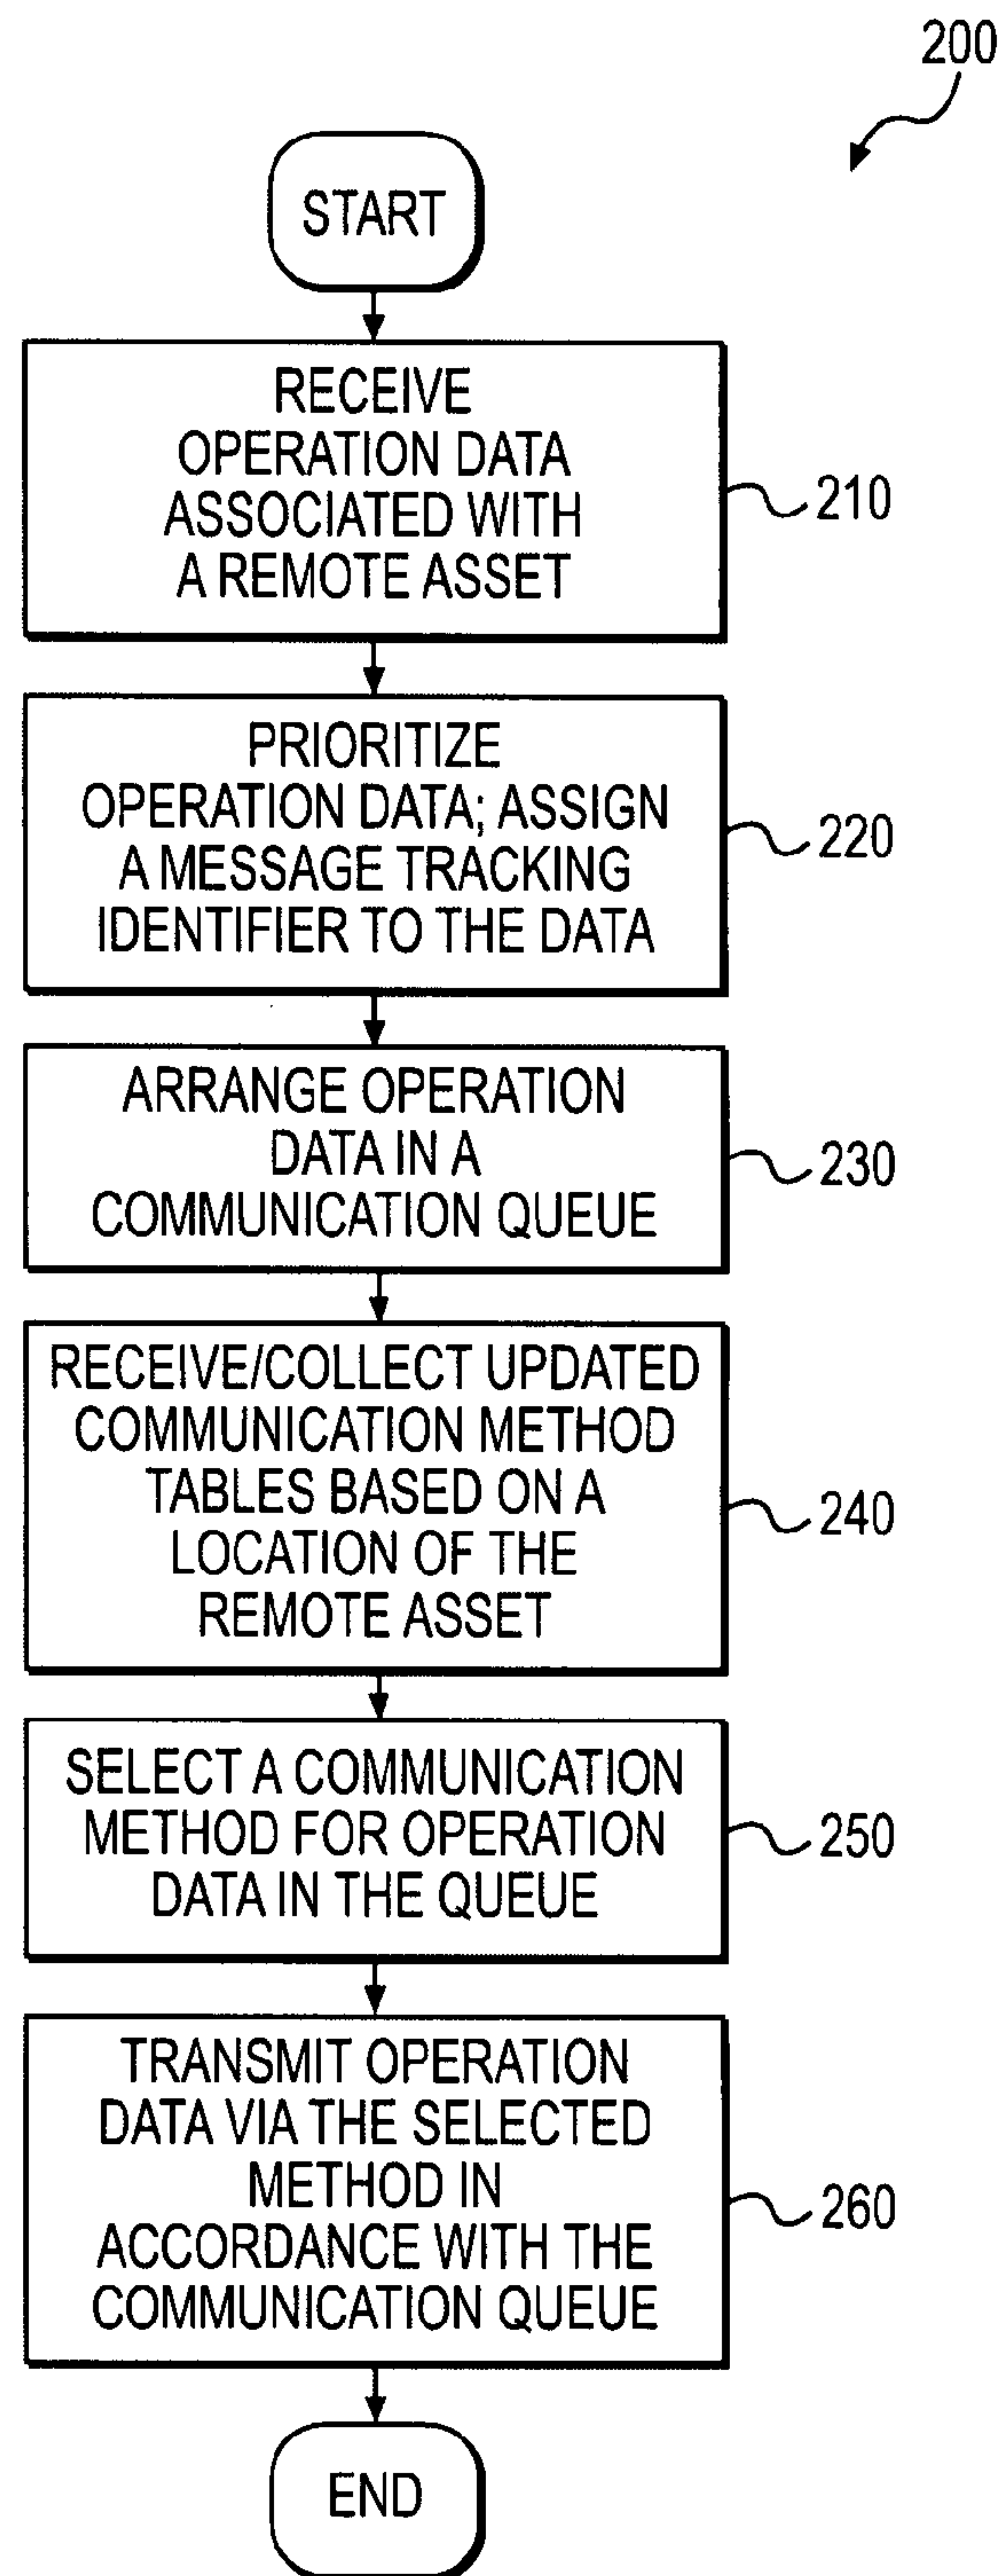 200
START
RECEIVE
OPERATION DATA
ASSOCIATED WITH
A REMOTE ASSET
210
PRIORITIZE
OPERATION DATA; ASSIGN
A MESSAGE TRACKING
IDENTIFIER TO THE DATA
220
ARRANGE OPERATION
DATA IN A
COMMUNICATION QUEUE
230
RECEIVE/COLLECT UPDATED
COMMUNICATION METHOD
TABLES BASED ON A
LOCATION OF THE
REMOTE ASSET
240
SELECT A COMMUNICATION
METHOD FOR OPERATION
DATA IN THE QUEUE
250
TRANSMIT OPERATION
DATA VIA THE SELECTED
METHOD IN
ACCORDANCE WITH THE
COMMUNICATION QUEUE
260
END